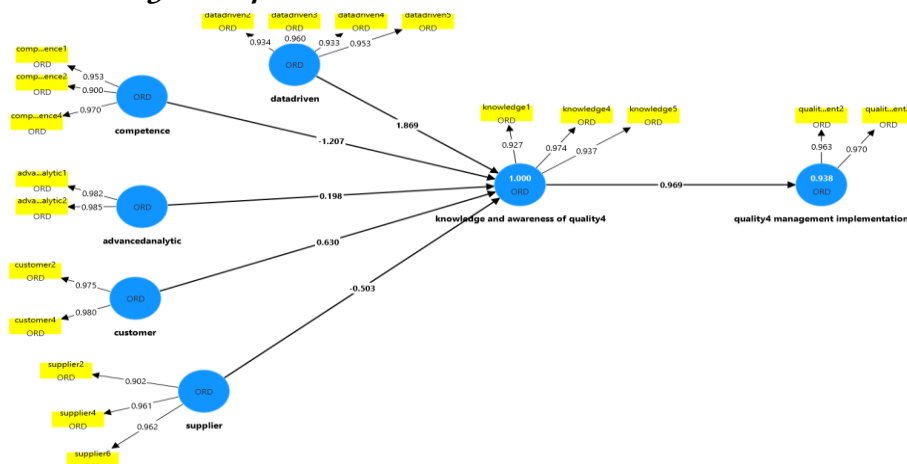 datadriven2 datadriven3 datadriven4 datadriven5
ORD ORD ORD ORD
0.934 0.960 0.933 0.953
ORD
datadriven
comp...ence1
ORD
comp...ence2
ORD
comp...ence4
ORD
0.953
0.900
0.970
ORD
competence
1.869
-1.207
knowledge1 knowledge4 knowledge5
ORD ORD ORD
0.927 0.974 0.937
1.000
ORD
knowledge and awareness of quality4
qualit...ent2
ORD ORD
0.963 0.970
0.938
ORD
quality4 management implementation
0.969
adva...alytic1
ORD
adva...alytic2
ORD
0.982
0.985
ORD
advancedanalytic
0.198
customer2
ORD
customer4
ORD
0.975
0.980
ORD
customer
0.630
supplier2
ORD
supplier4
ORD
supplier6
0.902
0.961
0.962
ORD
supplier
-0.503